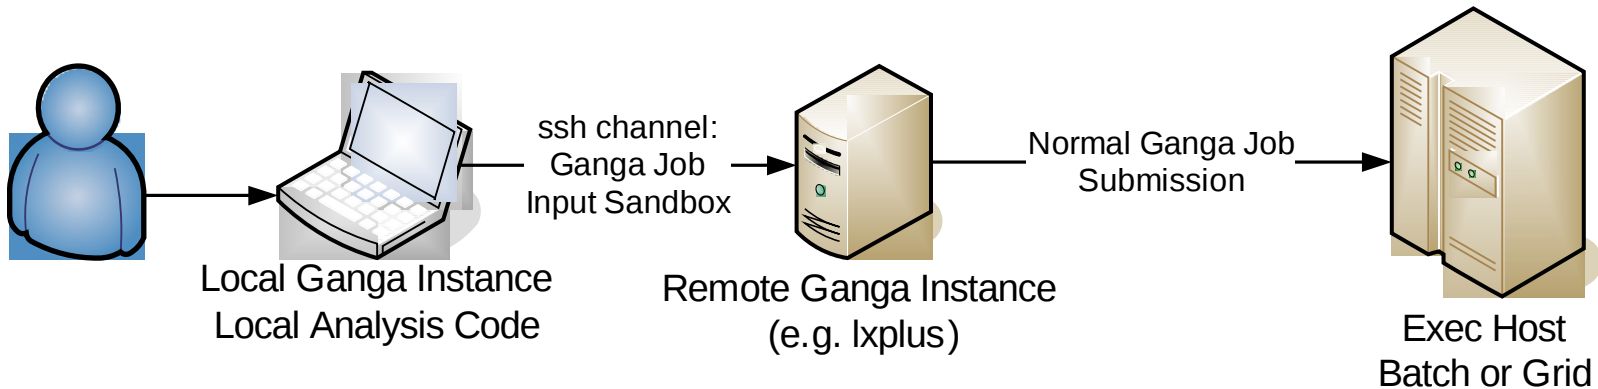 ssh channel:
Ganga Job
Input Sandbox
Normal Ganga Job
Submission
Local Ganga Instance
Local Analysis Code
Remote Ganga Instance
(e.g. lxplus)
Exec Host
Batch or Grid